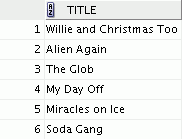 TITLE
1 Willie and Christmas Too
2 Alien Again
3 The Glob
4 My Day Off
5 Miracles on Ice
6 Soda Gang